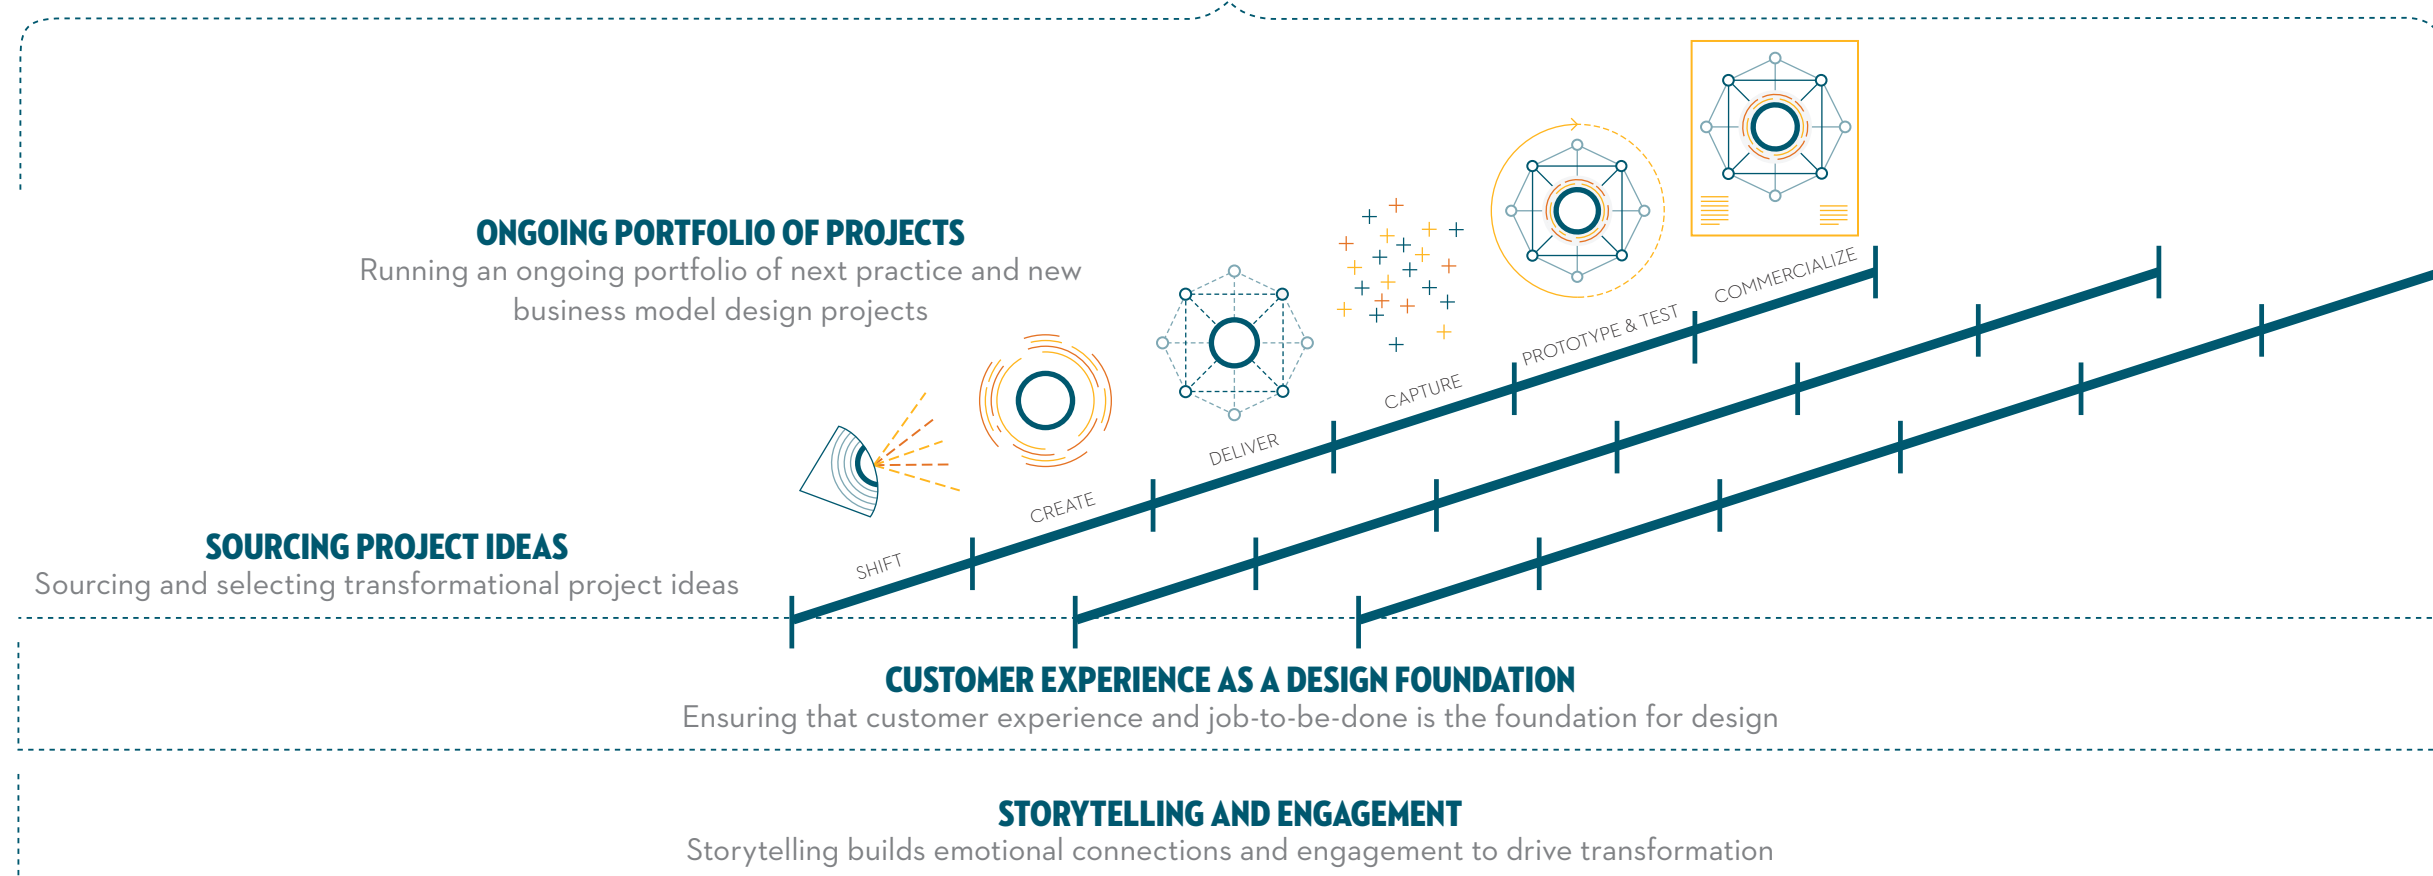 ONGOING PORTFOLIO OF PROJECTS
Running an ongoing portfolio of next practice and new
business model design projects
SOURCING PROJECT IDEAS
Sourcing and selecting transformational project ideas
SHIFT
CREATE
DELIVER
CAPTURE
PROTOTYPE & TEST
COMMERCIALIZE
CUSTOMER EXPERIENCE AS A DESIGN FOUNDATION
Ensuring that customer experience and job-to-be-done is the foundation for design
STORYTELLING AND ENGAGEMENT
Storytelling builds emotional connections and engagement to drive transformation